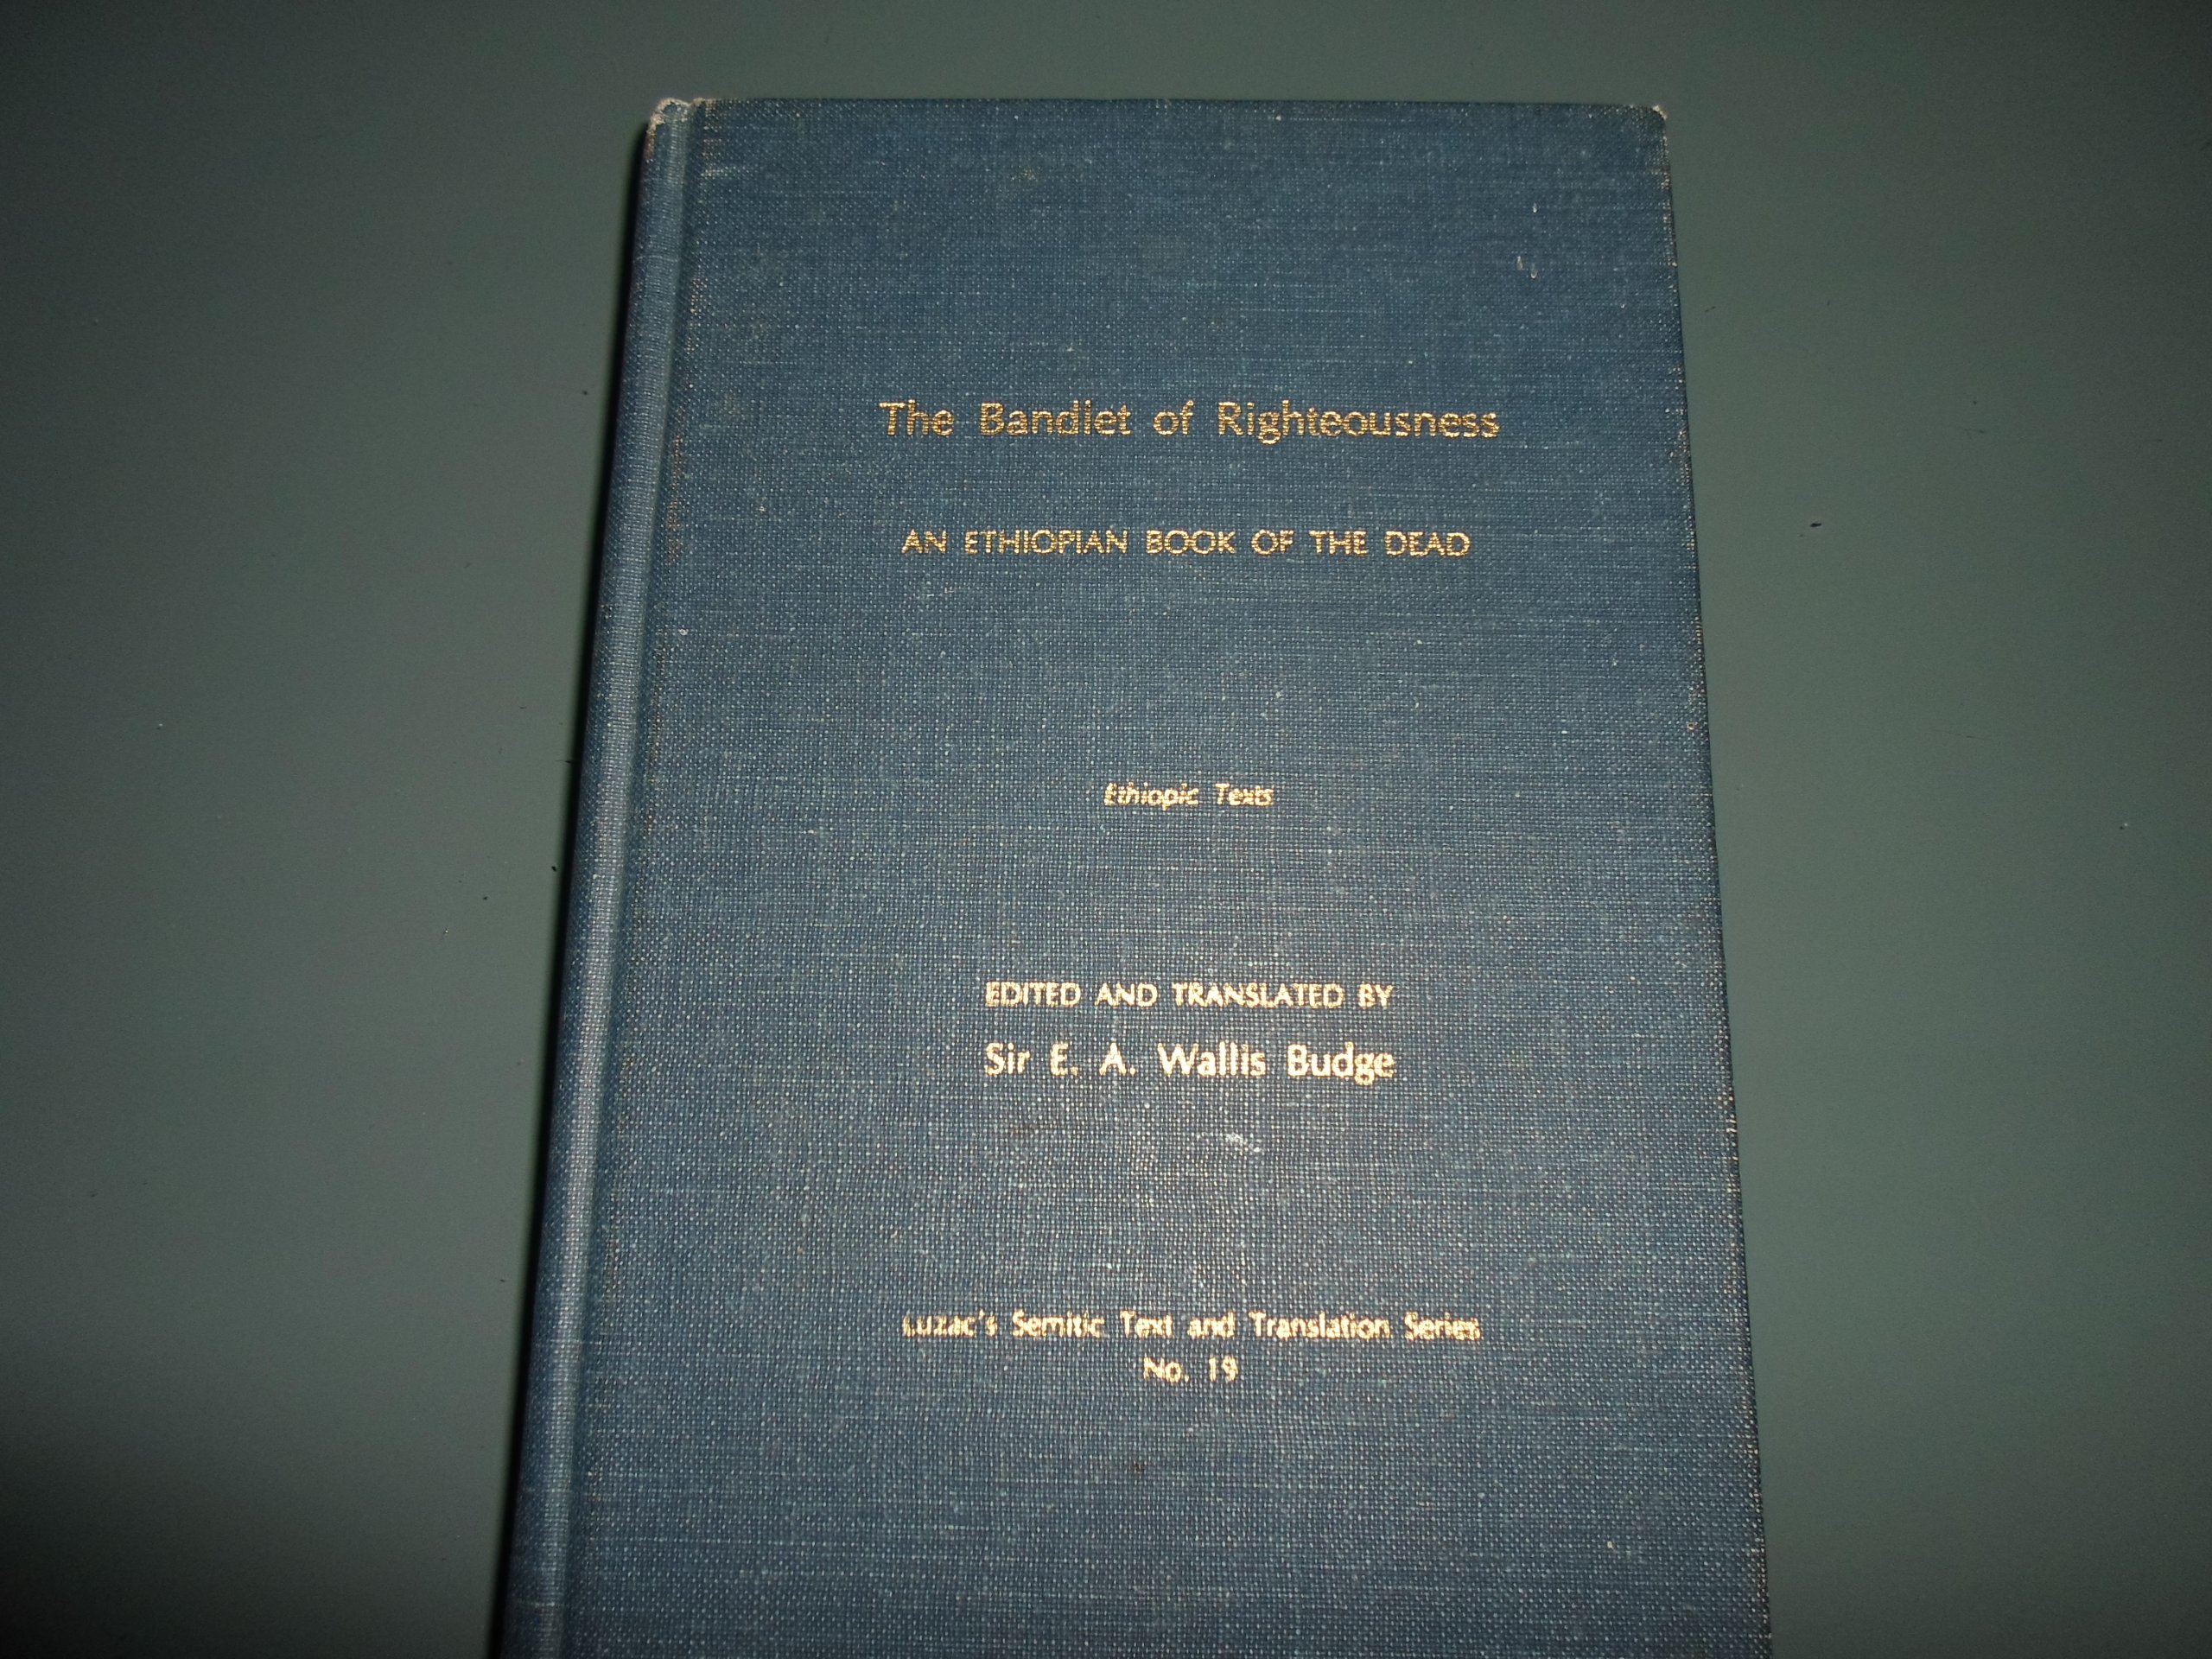 The Bandlet of Righteousness
AN ETHIOPIAN BOOK OF THE DEAD
Ethiopic Texts
EDITED AND TRANSLATED BY
Sir E. A. Wallis Budge
Luzac's Semitic Text and Translation Series
No. 19